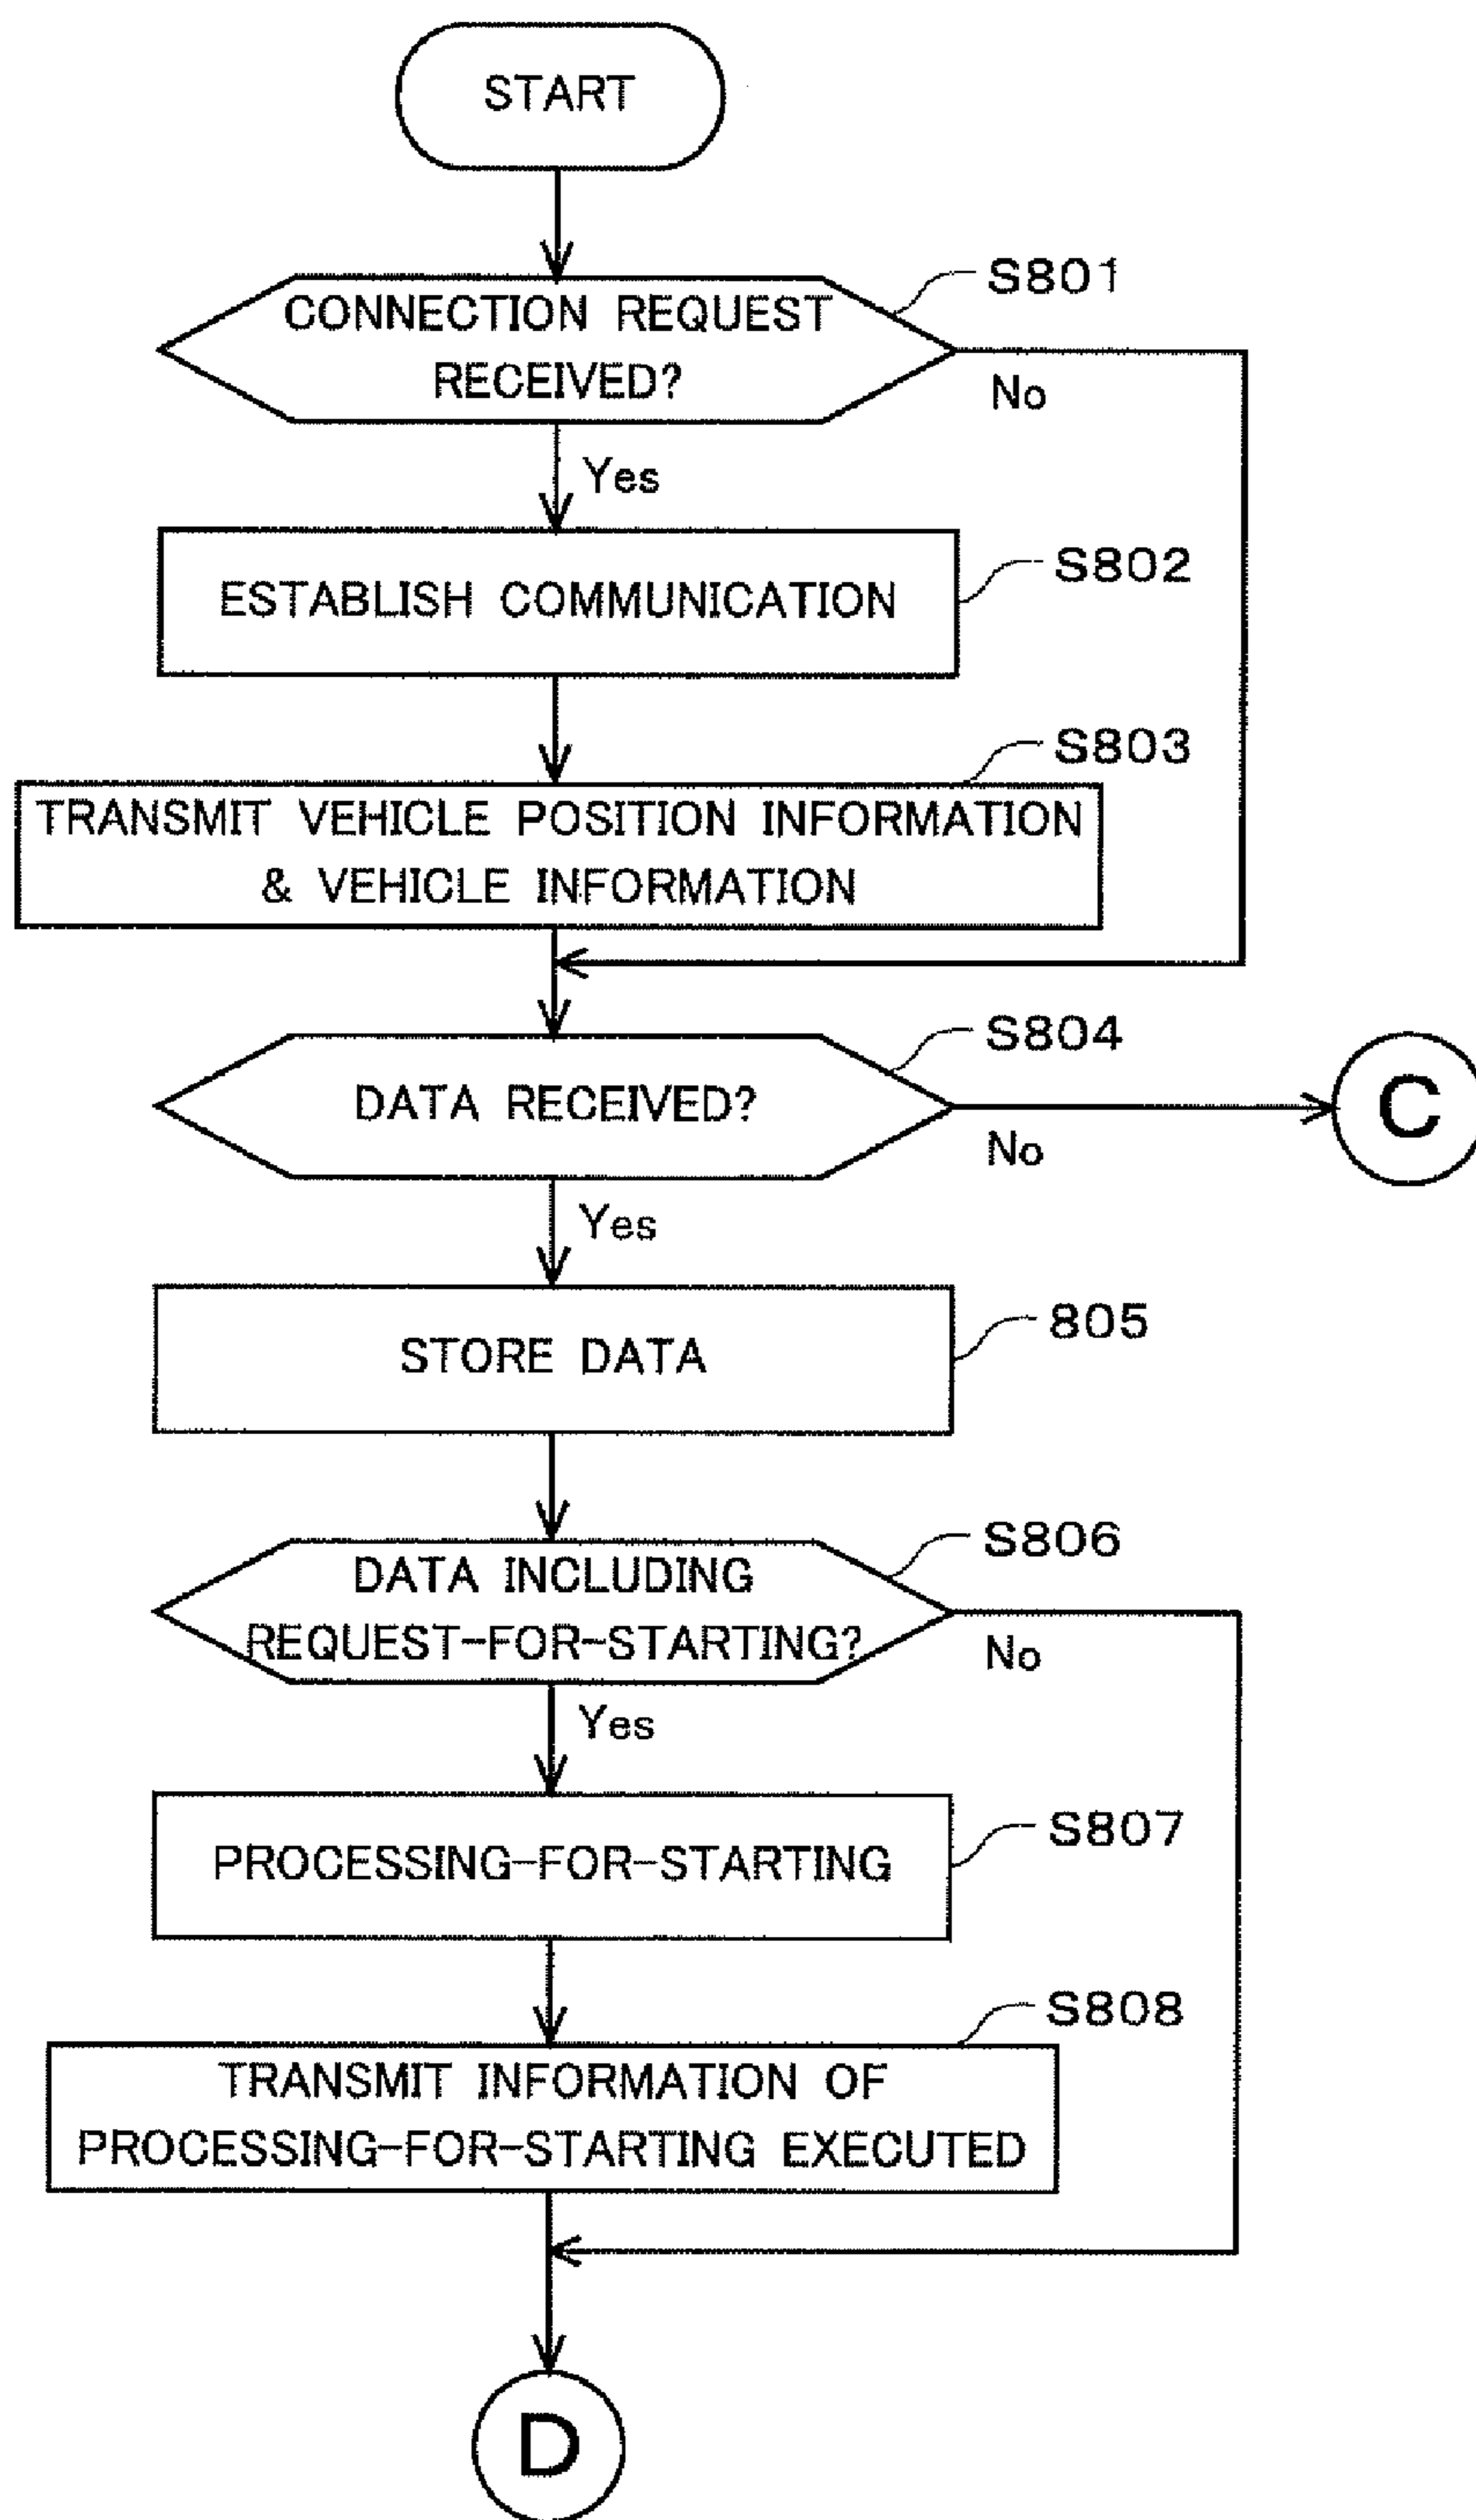 START
S801
CONNECTION REQUEST
RECEIVED?
No
Yes
S802
ESTABLISH COMMUNICATION
S803
TRANSMIT VEHICLE POSITION INFORMATION
& VEHICLE INFORMATION
S804
DATA RECEIVED?
C
No
Yes
805
STORE DATA
S806
DATA INCLUDING
REQUEST-FOR-STARTING?
No
Yes
S807
PROCESSING-FOR-STARTING
S808
TRANSMIT INFORMATION OF
PROCESSING-FOR-STARTING EXECUTED
D